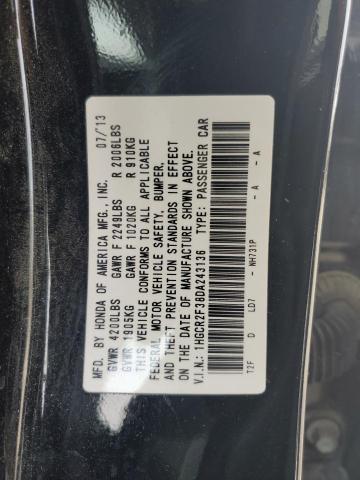 MFD. BY HONDA OF AMERICA MFG., INC. 07/13
GVWR 4200LBS GAWR F 2249LBS R 2006LBS
GVWR 1905KG GAWR F 1020KG R 910KG
THIS VEHICLE CONFORMS TO ALL APPLICABLE
FEDERAL MOTOR VEHICLE SAFETY, BUMPER,
AND THEFT PREVENTION STANDARDS IN EFFECT
ON THE DATE OF MANUFACTURE SHOWN ABOVE.
V.I.N.: 1HGCR2F38DA243136 TYPE: PASSENGER CAR
T2F D LD7 - NH731P - A - A